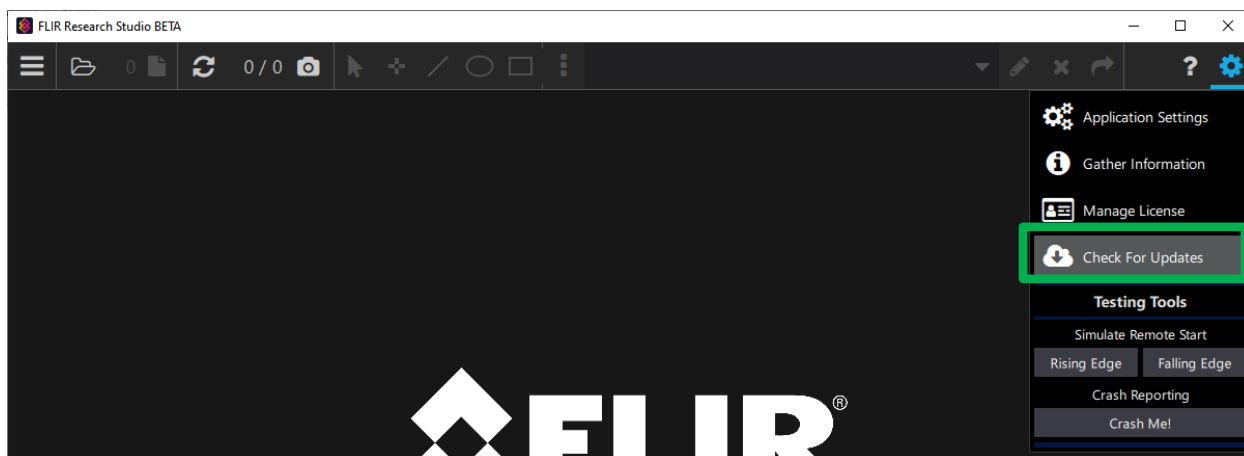 FLIR Research Studio BETA
0 0 / 0 ?
Application Settings
Gather Information
Manage License
Check For Updates
Testing Tools
Simulate Remote Start
Rising Edge Falling Edge
Crash Reporting
Crash Me!
FLIR®